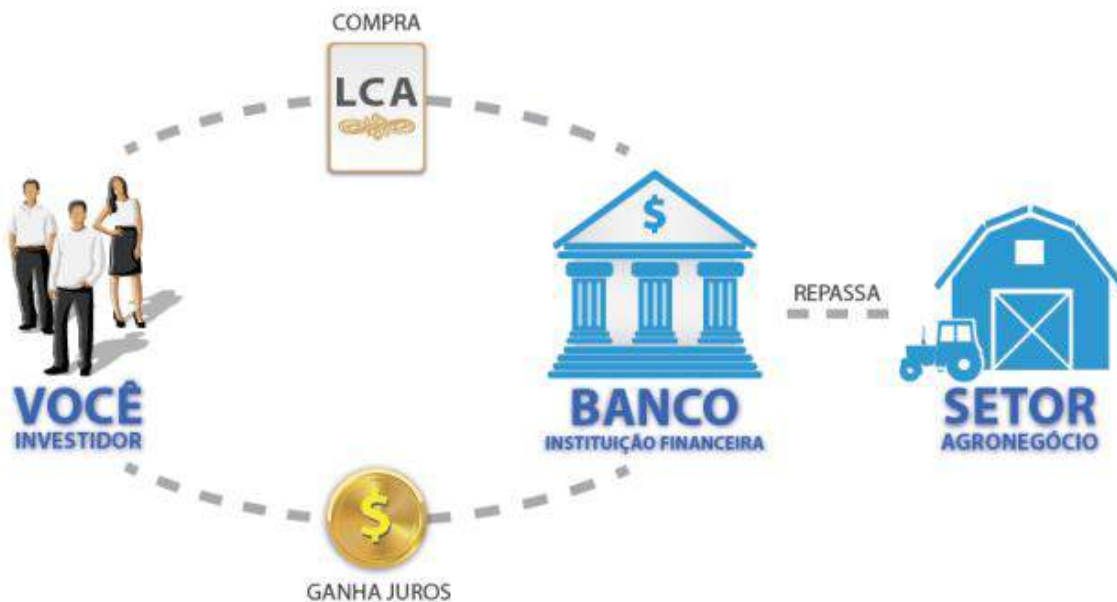 COMPRA
LCA
$
REPASSA
VOCÊ
INVESTIDOR
BANCO
INSTITUIÇÃO FINANCEIRA
SETOR
AGRONEGÓCIO
$
GANHA JUROS